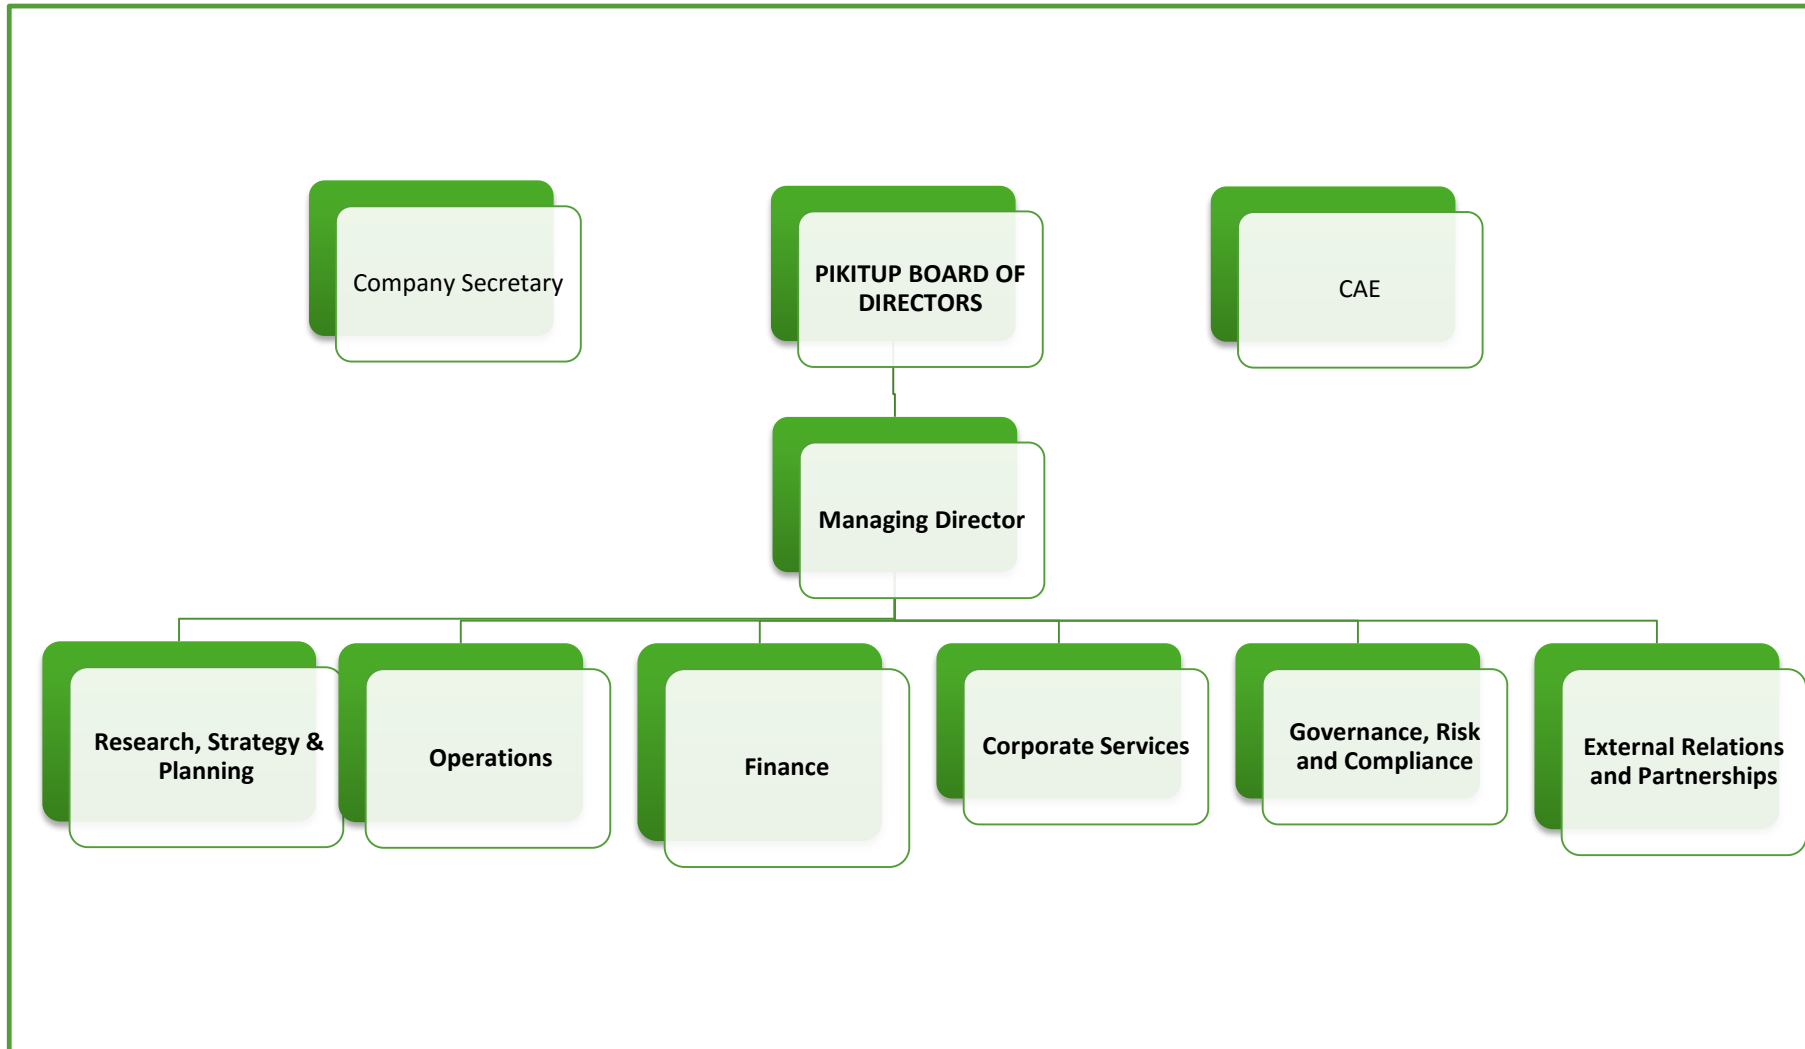 Company Secretary
PIKITUP BOARD OF
DIRECTORS
CAE
Managing Director
Research, Strategy &
Planning
Operations
Finance
Corporate Services
Governance, Risk
and Compliance
External Relations
and Partnerships